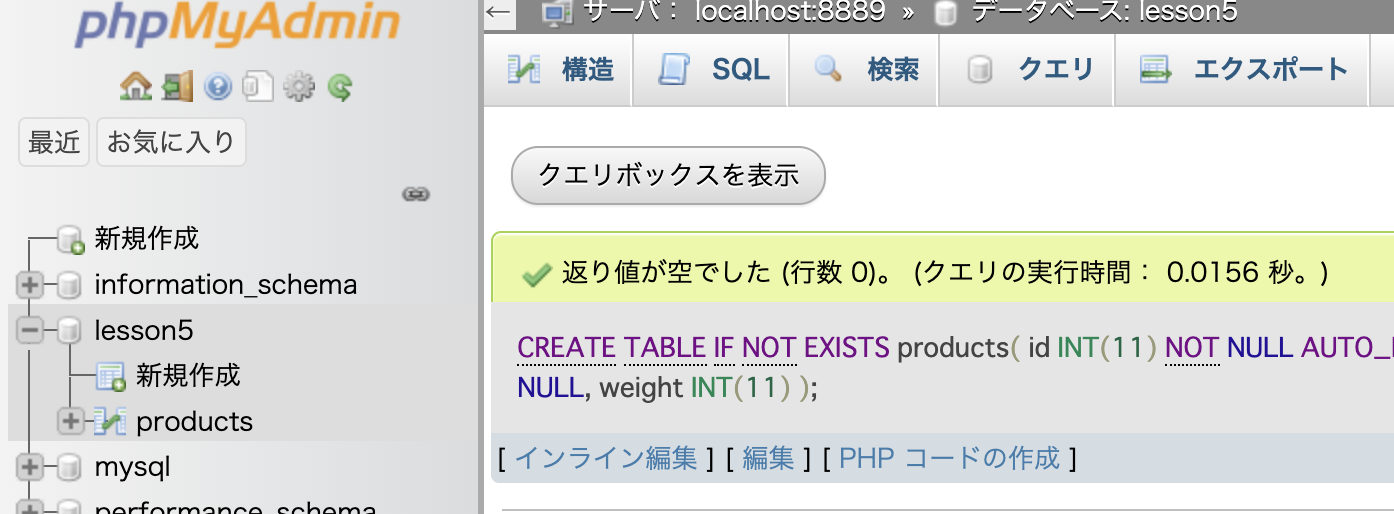 phpMyAdmin
最近 お気に入り
新規作成
information_schema
lesson5
新規作成
products
mysql
performance_schema
サーバ: localhost:8889 » データベース: lesson5
構造 SQL 検索 クエリ エクスポート
クエリボックスを表示
返り値が空でした (行数 0)。 (クエリの実行時間: 0.0156 秒。)
CREATE TABLE IF NOT EXISTS products( id INT(11) NOT NULL AUTO_
NULL, weight INT(11) );
[ インライン編集 ] [ 編集 ] [ PHP コードの作成 ]